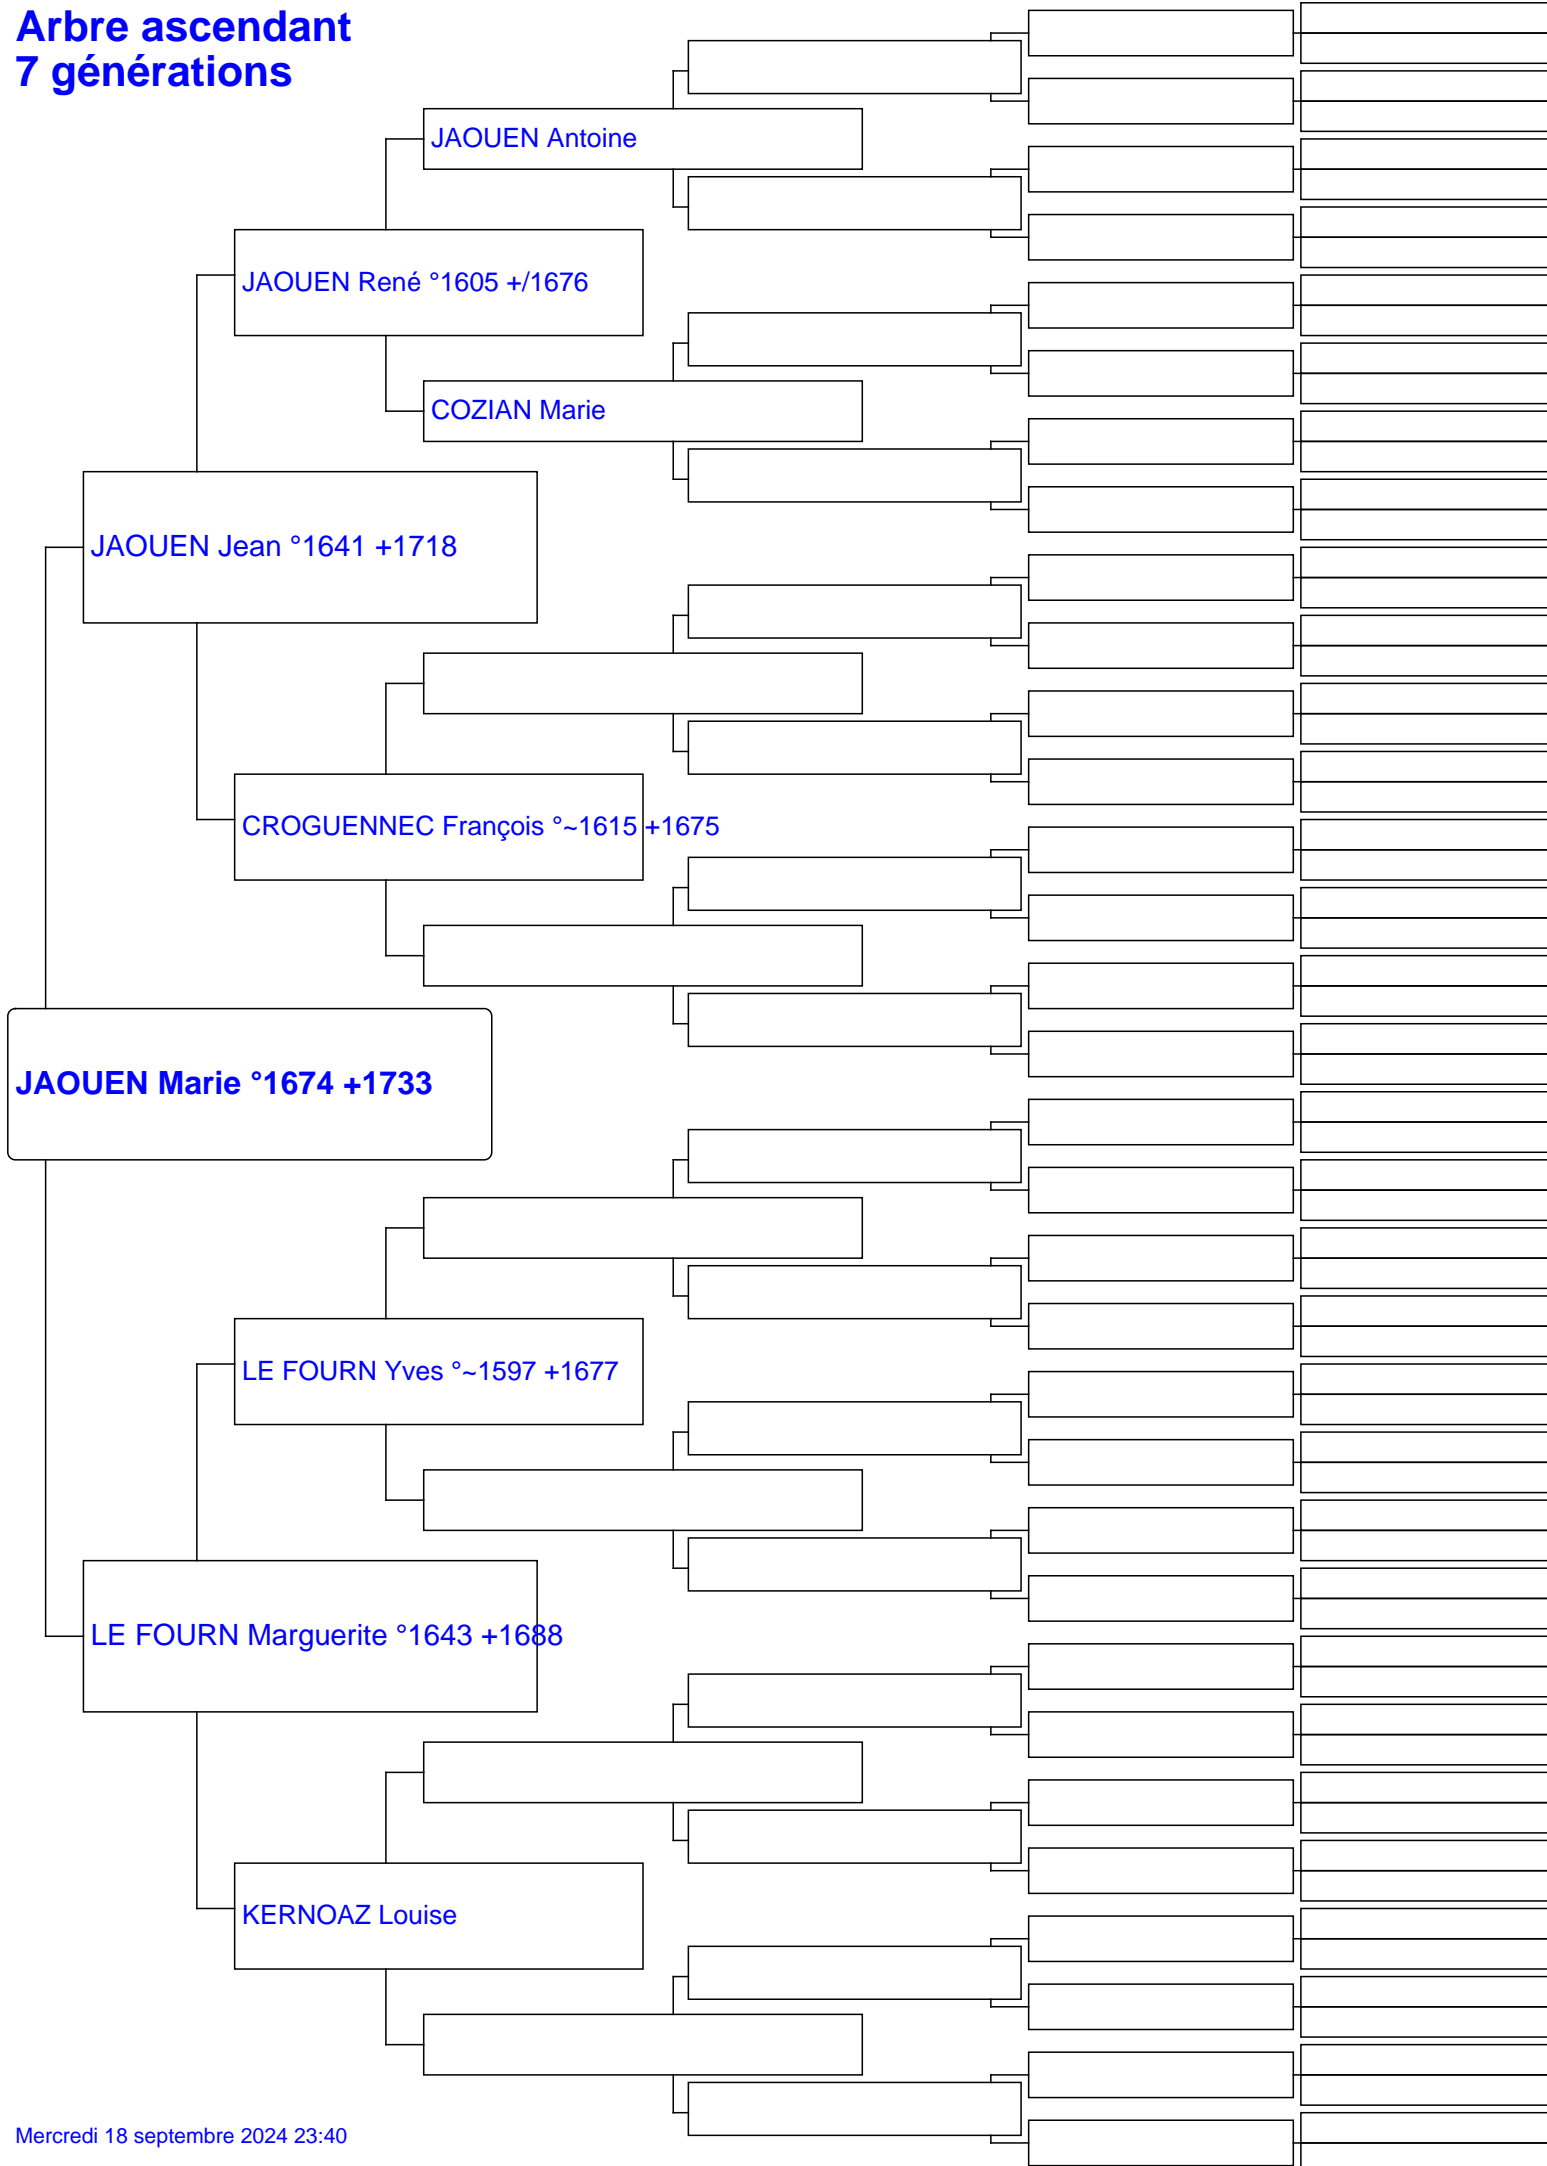 Arbre ascendant
7 générations
JAOUEN Antoine
JAOUEN René °1605 +/1676
COZIAN Marie
JAOUEN Jean °1641 +1718
CROGUENNEC François °~1615 +1675
JAOUEN Marie °1674 +1733
LE FOURN Yves °~1597 +1677
LE FOURN Marguerite °1643 +1688
KERNOAZ Louise
Mercredi 18 septembre 2024 23:40